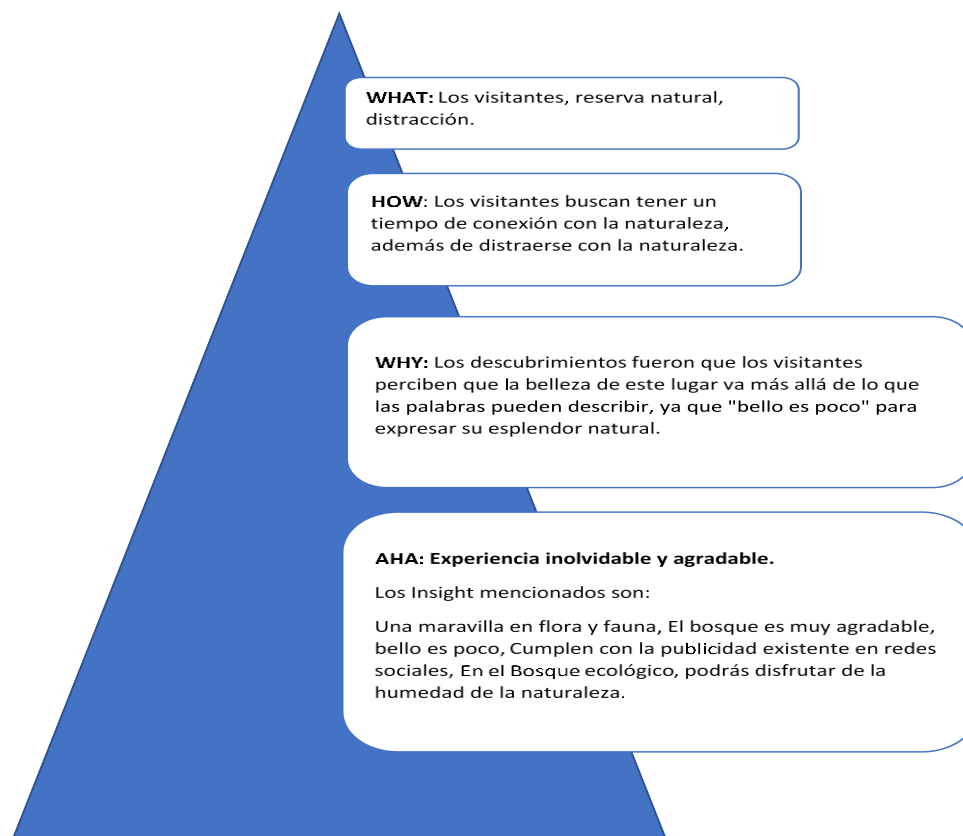 WHAT: Los visitantes, reserva natural,
distracción.
HOW: Los visitantes buscan tener un
tiempo de conexión con la naturaleza,
además de distraerse con la naturaleza.
WHY: Los descubrimientos fueron que los visitantes
perciben que la belleza de este lugar va más allá de lo que
las palabras pueden describir, ya que "bello es poco" para
expresar su esplendor natural.
AHA: Experiencia inolvidable y agradable.
Los Insight mencionados son:
Una maravilla en flora y fauna, El bosque es muy agradable,
bello es poco, Cumplen con la publicidad existente en redes
sociales, En el Bosque ecológico, podrás disfrutar de la
humedad de la naturaleza.